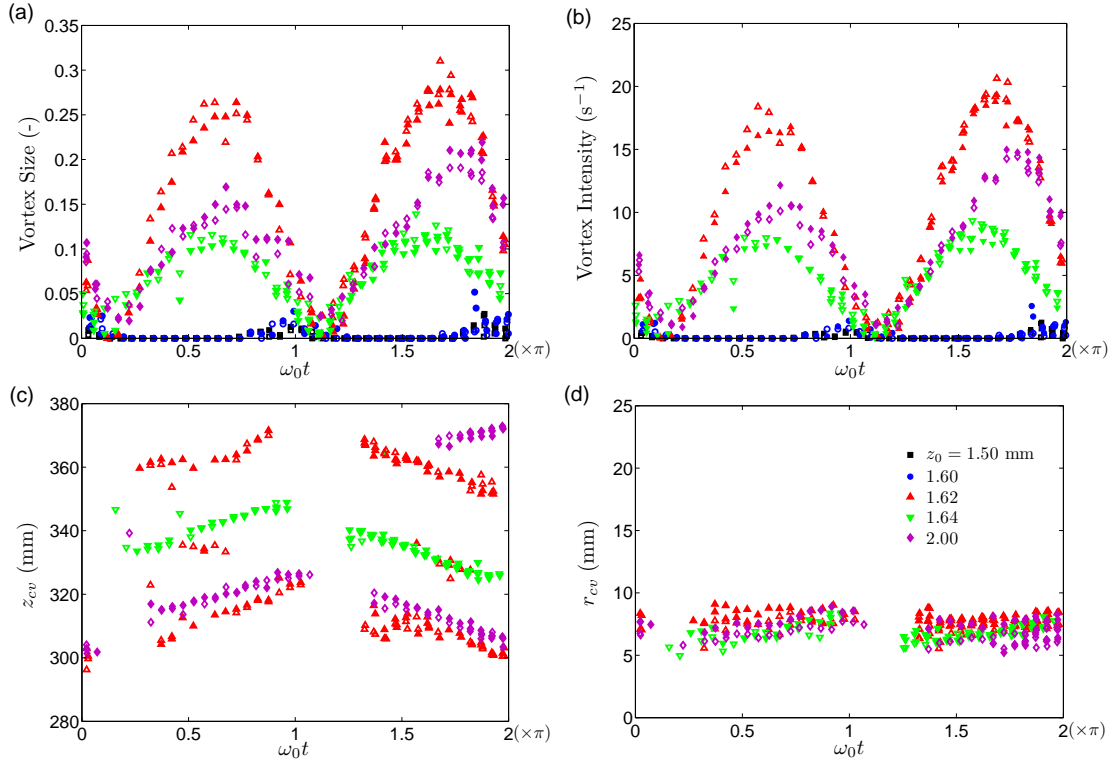 (a)
0.35
0.3
0.25
0.2
0.15
0.1
0.05
0
Vortex Size (-)
0 0.5 1 1.5 2 (×π)
ω₀t
(b)
25
20
15
10
5
0
Vortex Intensity (s⁻¹)
0 0.5 1 1.5 2 (×π)
ω₀t
(c)
380
360
340
320
300
280
z_cv (mm)
0 0.5 1 1.5 2 (×π)
ω₀t
(d)
25
20
15
10
5
0
r_cv (mm)
z₀ = 1.50 mm
1.60
1.62
1.64
2.00
0 0.5 1 1.5 2 (×π)
ω₀t